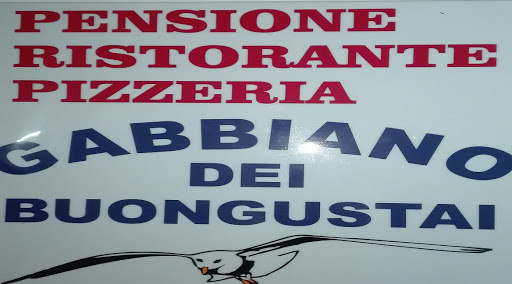 PENSIONE
RISTORANTE
PIZZERIA
GABBIANO
DEI
BUONGUSTAI